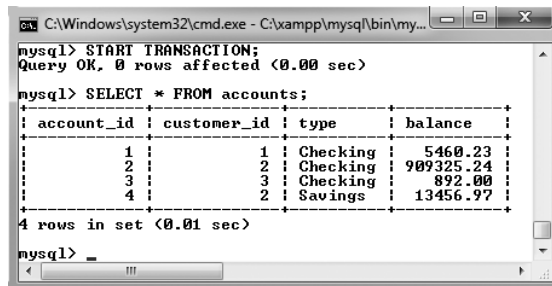 C:\Windows\system32\cmd.exe - C:\xampp\mysql\bin\my...
mysql> START TRANSACTION;
Query OK, 0 rows affected (0.00 sec)
mysql> SELECT * FROM accounts;
+------------+-------------+----------+-----------+
| account_id | customer_id | type | balance |
+------------+-------------+----------+-----------+
| 1 | 1 | Checking | 5460.23 |
| 2 | 2 | Checking | 909325.24 |
| 3 | 3 | Checking | 892.00 |
| 4 | 2 | Savings | 13456.97 |
+------------+-------------+----------+-----------+
4 rows in set (0.01 sec)
mysql> _